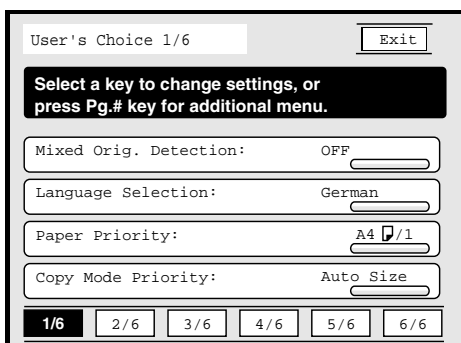 User's Choice 1/6 Exit
Select a key to change settings, or
press Pg.# key for additional menu.
Mixed Orig. Detection: OFF
Language Selection: German
Paper Priority: A4 /1
Copy Mode Priority: Auto Size
1/6 2/6 3/6 4/6 5/6 6/6